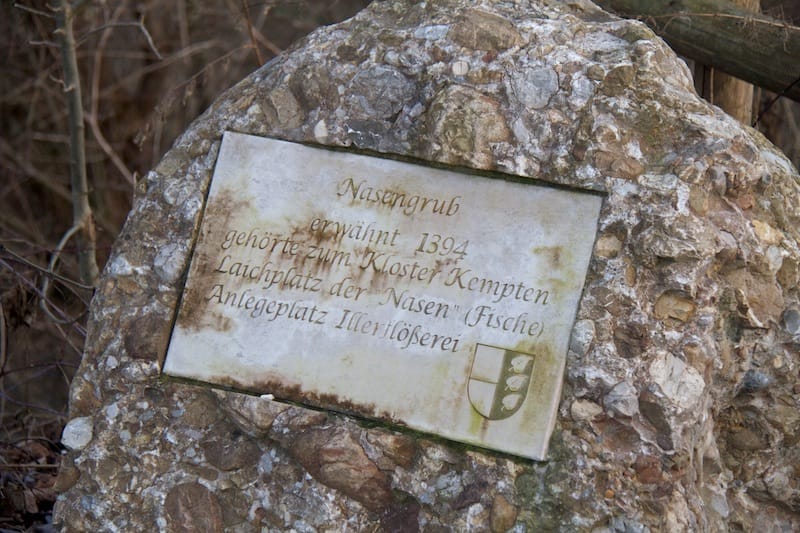 Nasengrub
erwähnt 1394
gehörte zum Kloster Kempten
Laichplatz der "Nasen" (Fische)
Anlegeplatz Illerflößerei